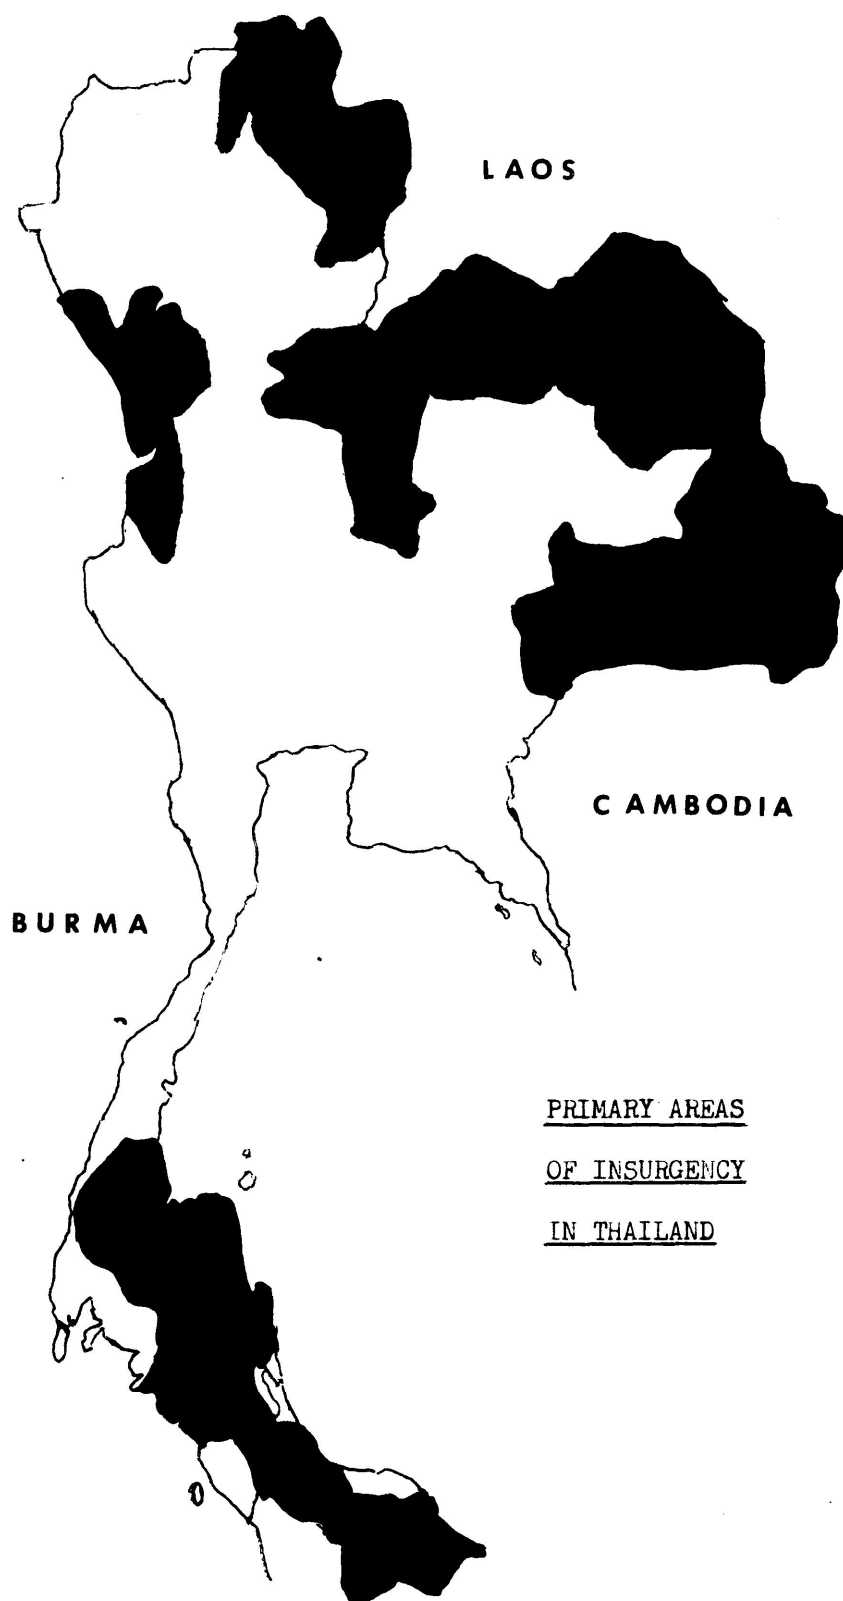 LAOS
CAMBODIA
BURMA
PRIMARY AREAS
OF INSURGENCY
IN THAILAND